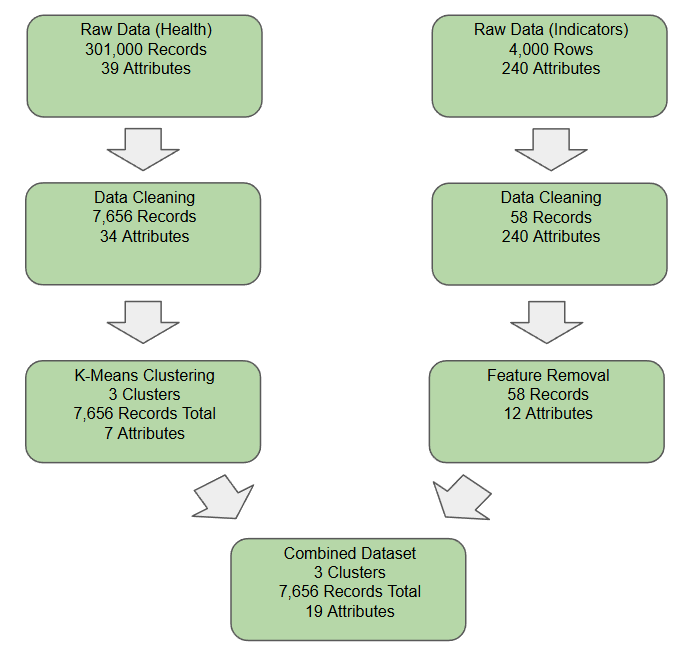 Raw Data (Health)
301,000 Records
39 Attributes
Raw Data (Indicators)
4,000 Rows
240 Attributes
Data Cleaning
7,656 Records
34 Attributes
Data Cleaning
58 Records
240 Attributes
K-Means Clustering
3 Clusters
7,656 Records Total
7 Attributes
Feature Removal
58 Records
12 Attributes
Combined Dataset
3 Clusters
7,656 Records Total
19 Attributes